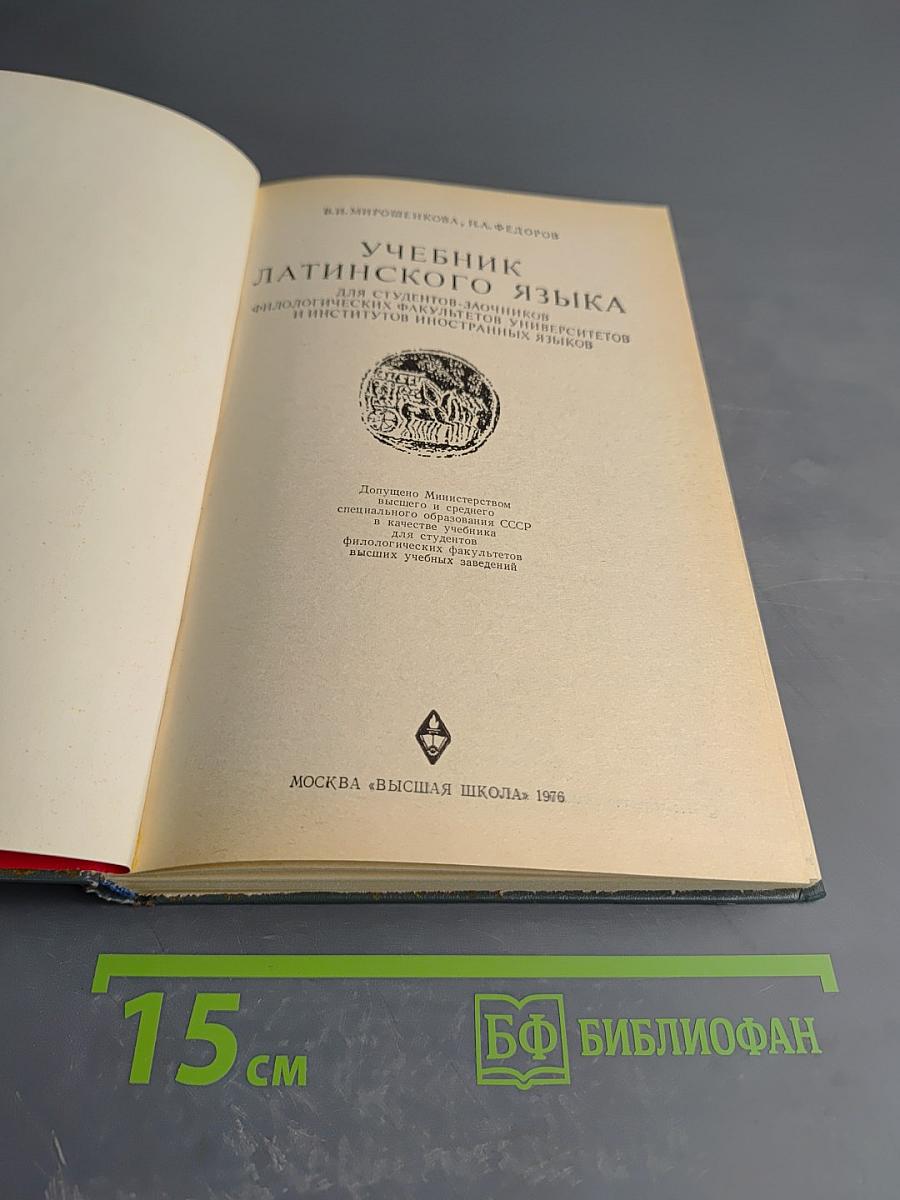 В.И. МИРОШЕНКОВА, Н.А. ФЕДОРОВ
УЧЕБНИК
ЛАТИНСКОГО ЯЗЫКА
ДЛЯ СТУДЕНТОВ-ЗАОЧНИКОВ
ФИЛОЛОГИЧЕСКИХ ФАКУЛЬТЕТОВ УНИВЕРСИТЕТОВ
И ИНСТИТУТОВ ИНОСТРАННЫХ ЯЗЫКОВ
Допущено Министерством
высшего и среднего
специального образования СССР
в качестве учебника
для студентов
филологических факультетов
высших учебных заведений
МОСКВА «ВЫСШАЯ ШКОЛА» 1976
15 см
БФ БИБЛИОФАН